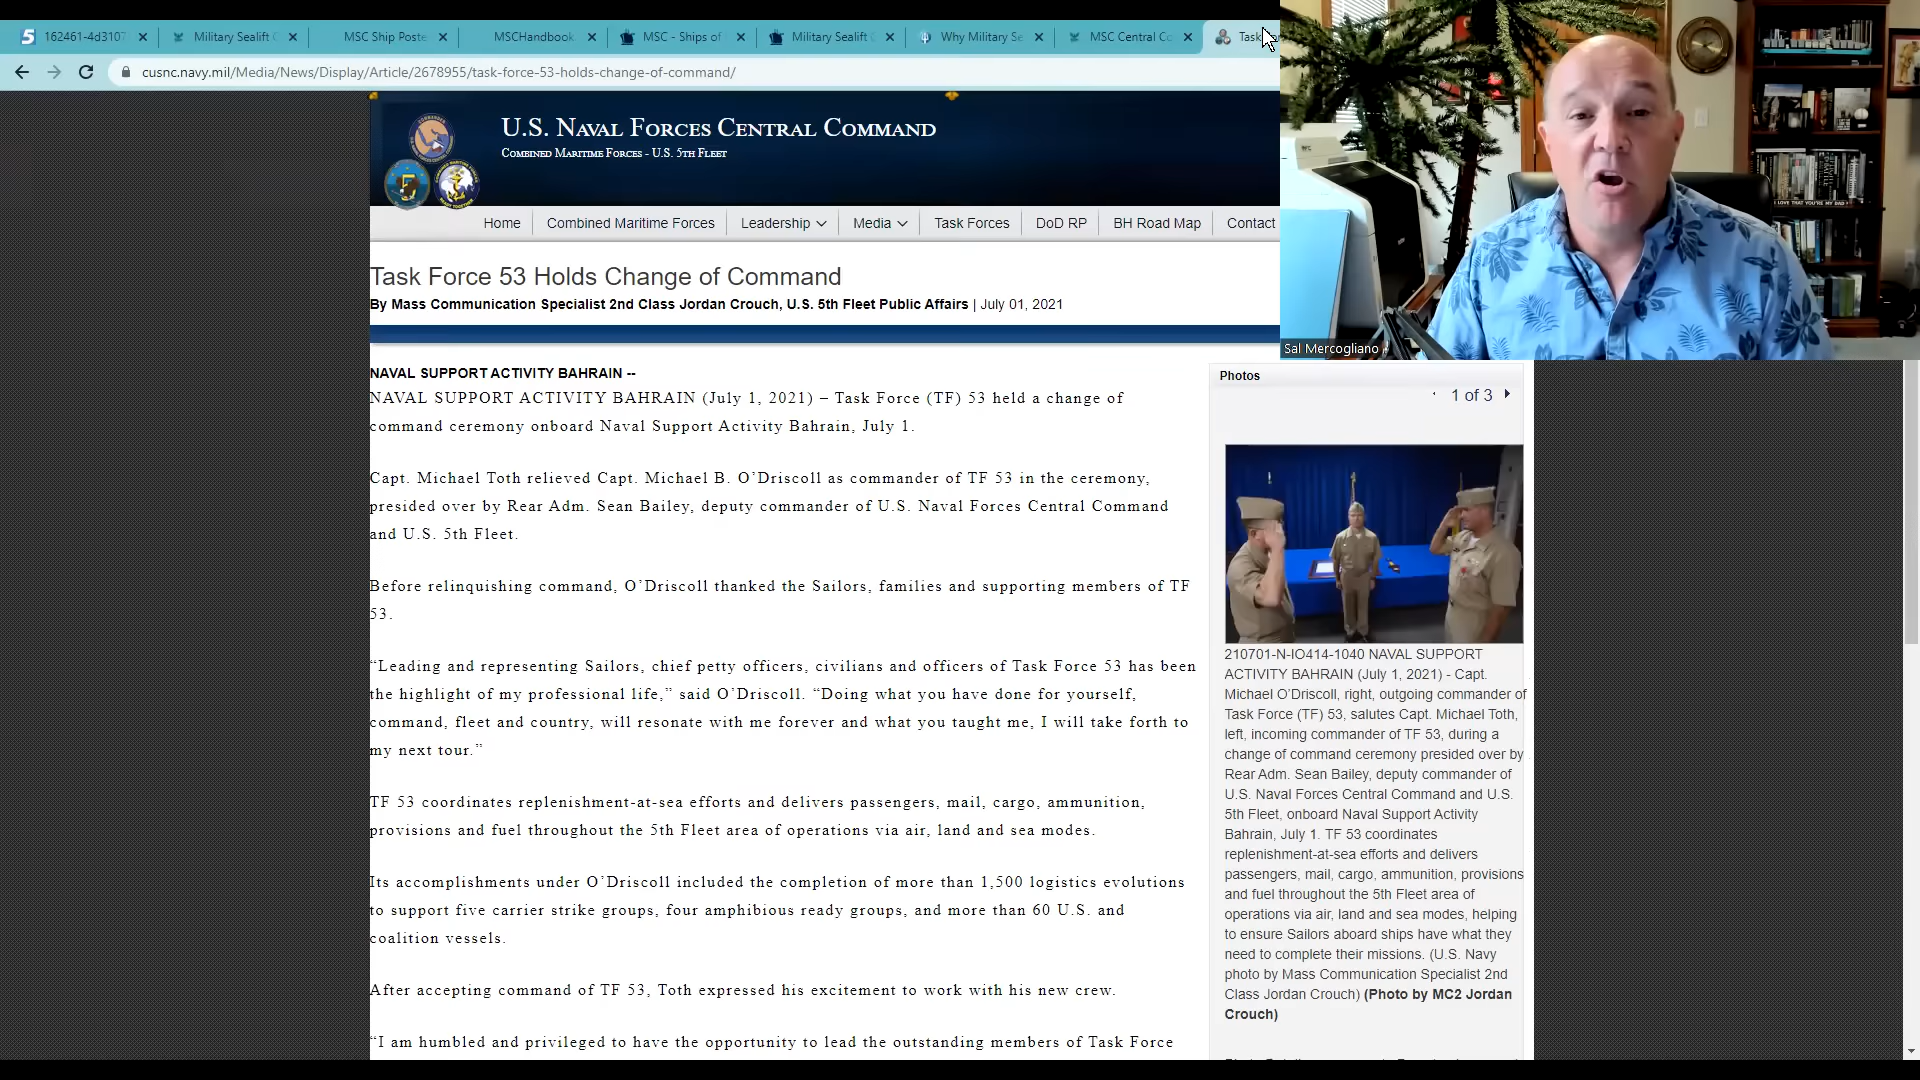 162461-4d3107
Military Sealift C
MSC Ship Poste
MSCHandbook
MSC - Ships of
Military Sealift C
Why Military Se
MSC Central Co
Task
cusnc.navy.mil/Media/News/Display/Article/2678955/task-force-53-holds-change-of-command/
U.S. NAVAL FORCES CENTRAL COMMAND
COMBINED MARITIME FORCES - U.S. 5TH FLEET
Home Combined Maritime Forces Leadership Media Task Forces DoD RP BH Road Map Contact
Sal Mercogliano
Task Force 53 Holds Change of Command
By Mass Communication Specialist 2nd Class Jordan Crouch, U.S. 5th Fleet Public Affairs | July 01, 2021
NAVAL SUPPORT ACTIVITY BAHRAIN --
NAVAL SUPPORT ACTIVITY BAHRAIN (July 1, 2021) – Task Force (TF) 53 held a change of
command ceremony onboard Naval Support Activity Bahrain, July 1.
Capt. Michael Toth relieved Capt. Michael B. O’Driscoll as commander of TF 53 in the ceremony,
presided over by Rear Adm. Sean Bailey, deputy commander of U.S. Naval Forces Central Command
and U.S. 5th Fleet.
Before relinquishing command, O’Driscoll thanked the Sailors, families and supporting members of TF
53.
“Leading and representing Sailors, chief petty officers, civilians and officers of Task Force 53 has been
the highlight of my professional life,” said O’Driscoll. “Doing what you have done for yourself,
command, fleet and country, will resonate with me forever and what you taught me, I will take forth to
my next tour.”
TF 53 coordinates replenishment-at-sea efforts and delivers passengers, mail, cargo, ammunition,
provisions and fuel throughout the 5th Fleet area of operations via air, land and sea modes.
Its accomplishments under O’Driscoll included the completion of more than 1,500 logistics evolutions
to support five carrier strike groups, four amphibious ready groups, and more than 60 U.S. and
coalition vessels.
After accepting command of TF 53, Toth expressed his excitement to work with his new crew.
“I am humbled and privileged to have the opportunity to lead the outstanding members of Task Force
Photos
1 of 3
210701-N-IO414-1040 NAVAL SUPPORT
ACTIVITY BAHRAIN (July 1, 2021) - Capt.
Michael O’Driscoll, right, outgoing commander of
Task Force (TF) 53, salutes Capt. Michael Toth,
left, incoming commander of TF 53, during a
change of command ceremony presided over by
Rear Adm. Sean Bailey, deputy commander of
U.S. Naval Forces Central Command and U.S.
5th Fleet, onboard Naval Support Activity
Bahrain, July 1. TF 53 coordinates
replenishment-at-sea efforts and delivers
passengers, mail, cargo, ammunition, provisions
and fuel throughout the 5th Fleet area of
operations via air, land and sea modes, helping
to ensure Sailors aboard ships have what they
need to complete their missions. (U.S. Navy
photo by Mass Communication Specialist 2nd
Class Jordan Crouch) (Photo by MC2 Jordan
Crouch)